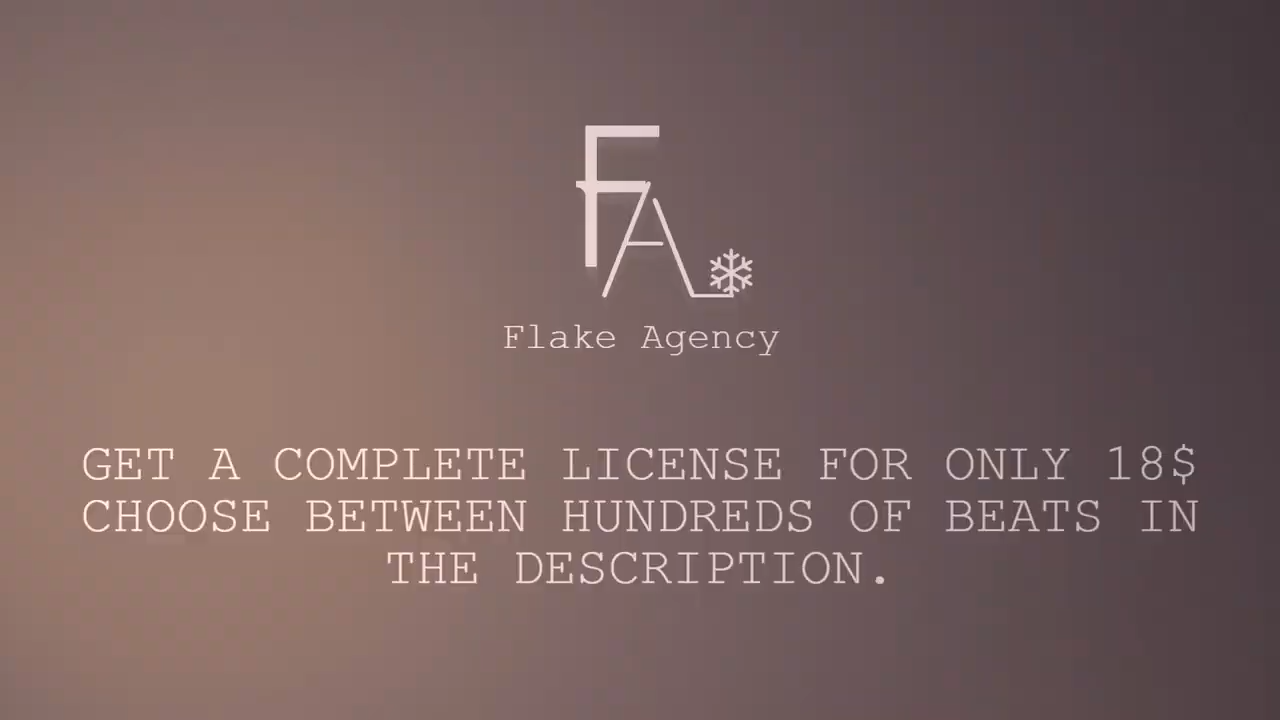 FA
Flake Agency
GET A COMPLETE LICENSE FOR ONLY 18$
CHOOSE BETWEEN HUNDREDS OF BEATS IN
THE DESCRIPTION.